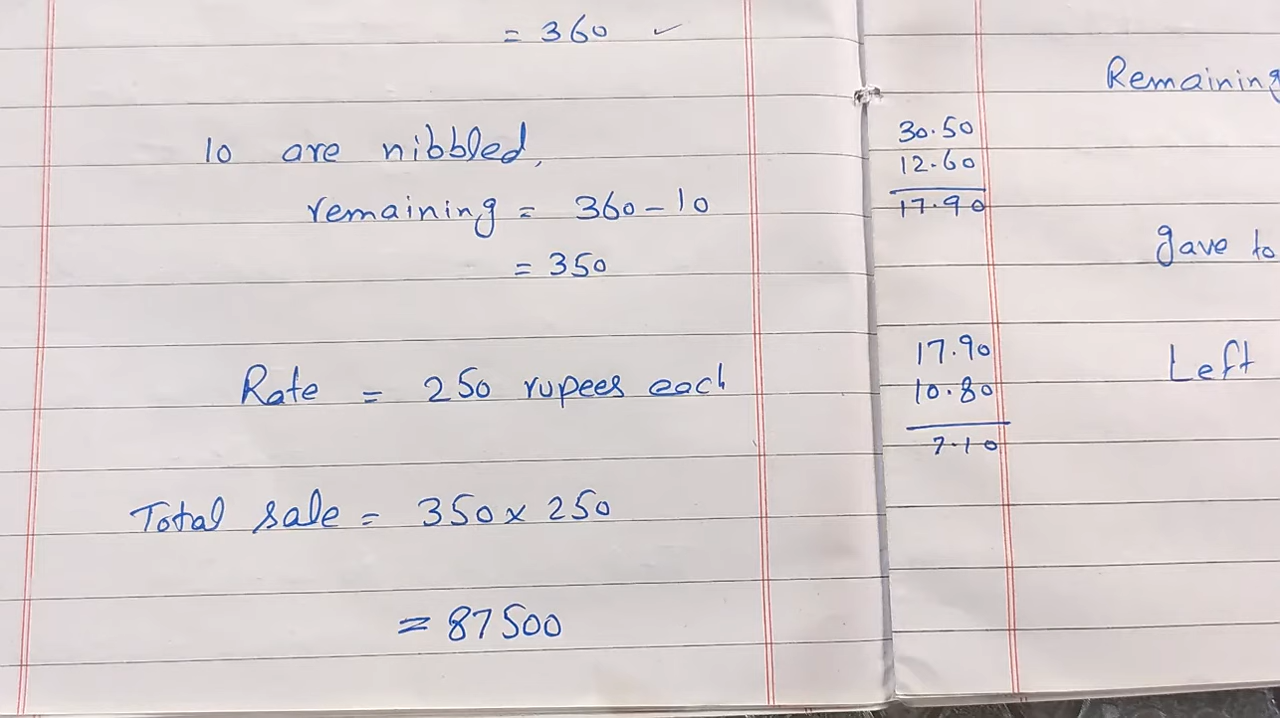 = 360 ✓
10 are nibbled,
remaining = 360 - 10
= 350
Rate = 250 rupees each
Total sale = 350 x 250
= 87500
Remaining
30.50
12.60
17.90
gave to
17.90
10.80
7.10
Left